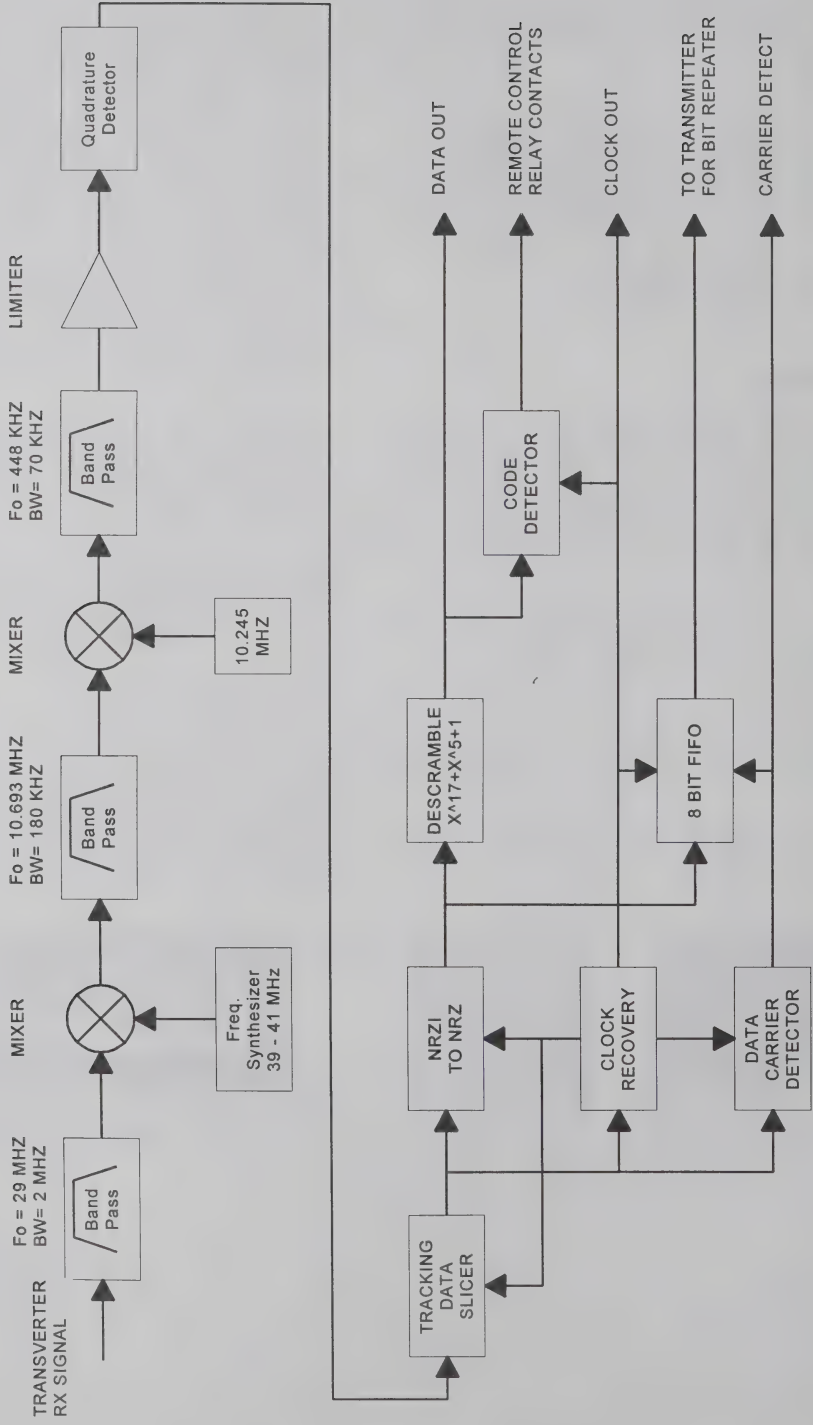 TRANSVERTER
RX SIGNAL
Fo = 29 MHZ
BW= 2 MHZ
Band
Pass
MIXER
Freq.
Synthesizer
39 - 41 MHz
Fo = 10.693 MHZ
BW= 180 KHZ
Band
Pass
MIXER
10.245
MHZ
Fo = 448 KHZ
BW= 70 KHZ
Band
Pass
LIMITER
Quadrature
Detector
TRACKING
DATA
SLICER
NRZI
TO NRZ
CLOCK
RECOVERY
DATA
CARRIER
DETECTOR
DESCRAMBLE
X^17+X^5+1
8 BIT FIFO
CODE
DETECTOR
DATA OUT
REMOTE CONTROL
RELAY CONTACTS
CLOCK OUT
TO TRANSMITTER
FOR BIT REPEATER
CARRIER DETECT